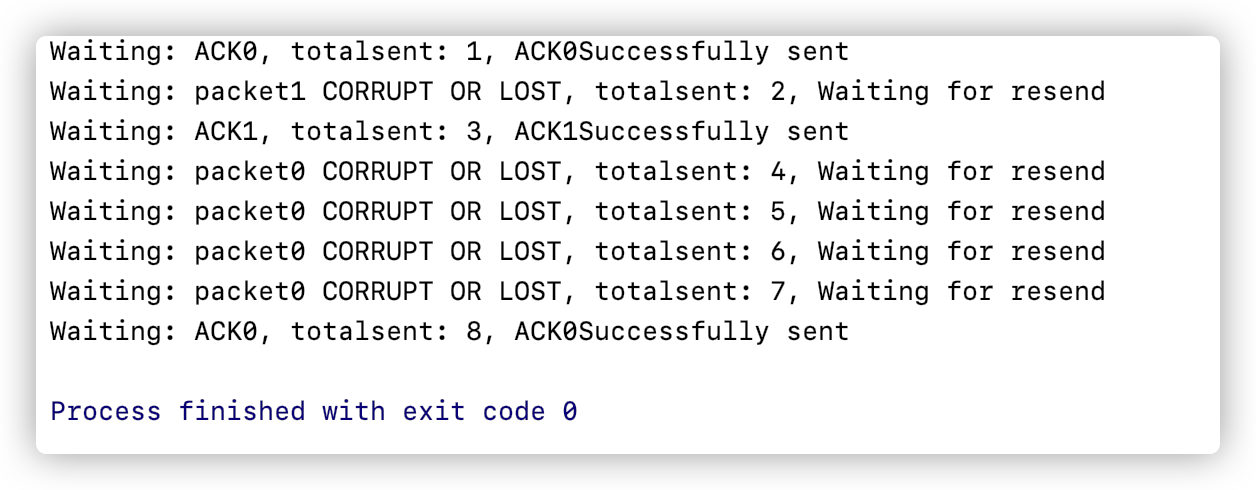 Waiting: ACK0, totalsent: 1, ACK0Successfully sent
Waiting: packet1 CORRUPT OR LOST, totalsent: 2, Waiting for resend
Waiting: ACK1, totalsent: 3, ACK1Successfully sent
Waiting: packet0 CORRUPT OR LOST, totalsent: 4, Waiting for resend
Waiting: packet0 CORRUPT OR LOST, totalsent: 5, Waiting for resend
Waiting: packet0 CORRUPT OR LOST, totalsent: 6, Waiting for resend
Waiting: packet0 CORRUPT OR LOST, totalsent: 7, Waiting for resend
Waiting: ACK0, totalsent: 8, ACK0Successfully sent
Process finished with exit code 0